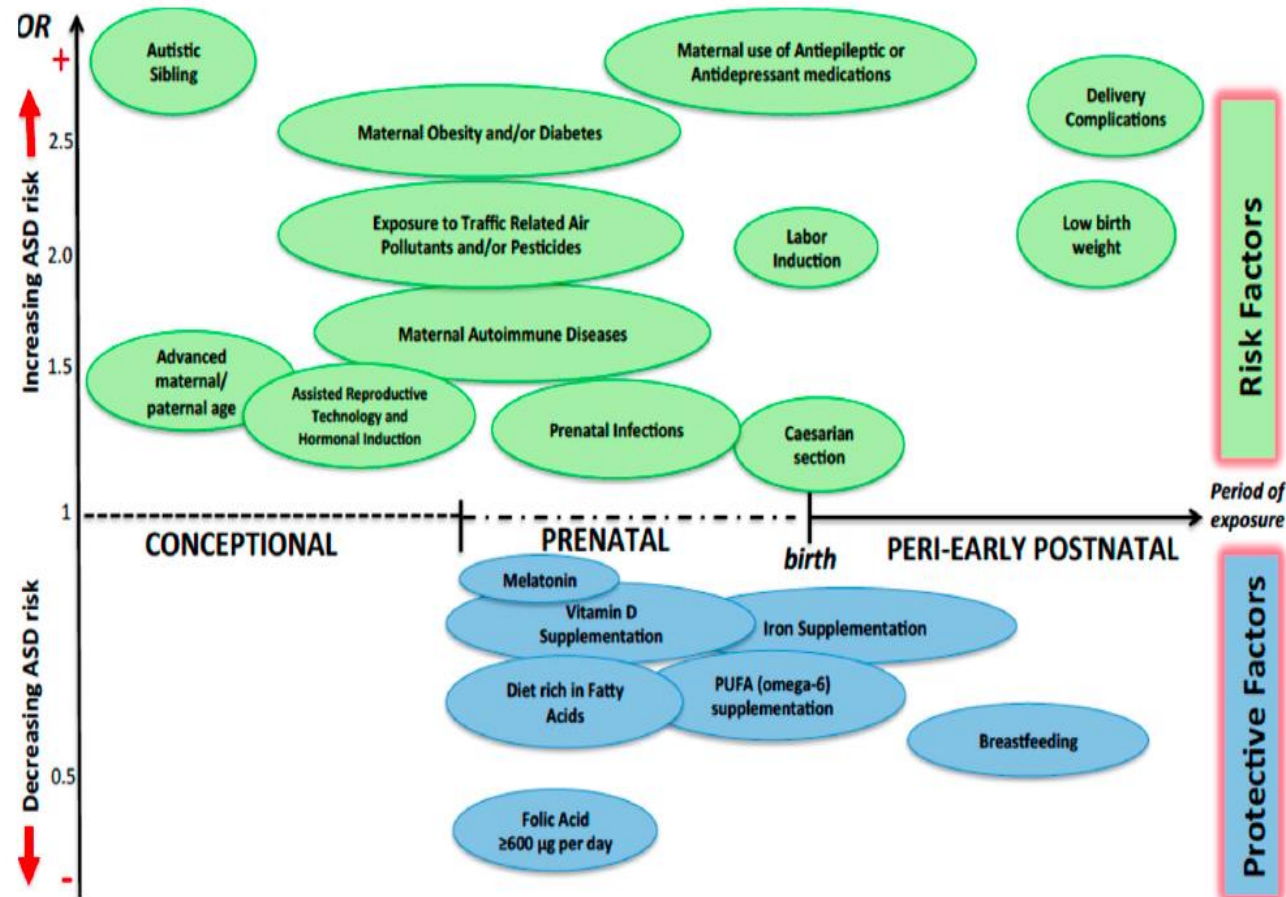 OR
+
Increasing ASD risk
2.5
2.0
1.5
1
Decreasing ASD risk
0.5
-
Autistic
Sibling
Maternal use of Antiepileptic or
Antidepressant medications
Delivery
Complications
Maternal Obesity and/or Diabetes
Exposure to Traffic Related Air
Pollutants and/or Pesticides
Labor
Induction
Low birth
weight
Maternal Autoimmune Diseases
Advanced
maternal/
paternal age
Assisted Reproductive
Technology and
Hormonal Induction
Prenatal Infections
Caesarian
section
Risk Factors
Period of
exposure
CONCEPTIONAL
PRENATAL
birth
PERI-EARLY POSTNATAL
Melatonin
Vitamin D
Supplementation
Iron Supplementation
Diet rich in Fatty
Acids
PUFA (omega-6)
supplementation
Breastfeeding
Folic Acid
≥600 μg per day
Protective Factors